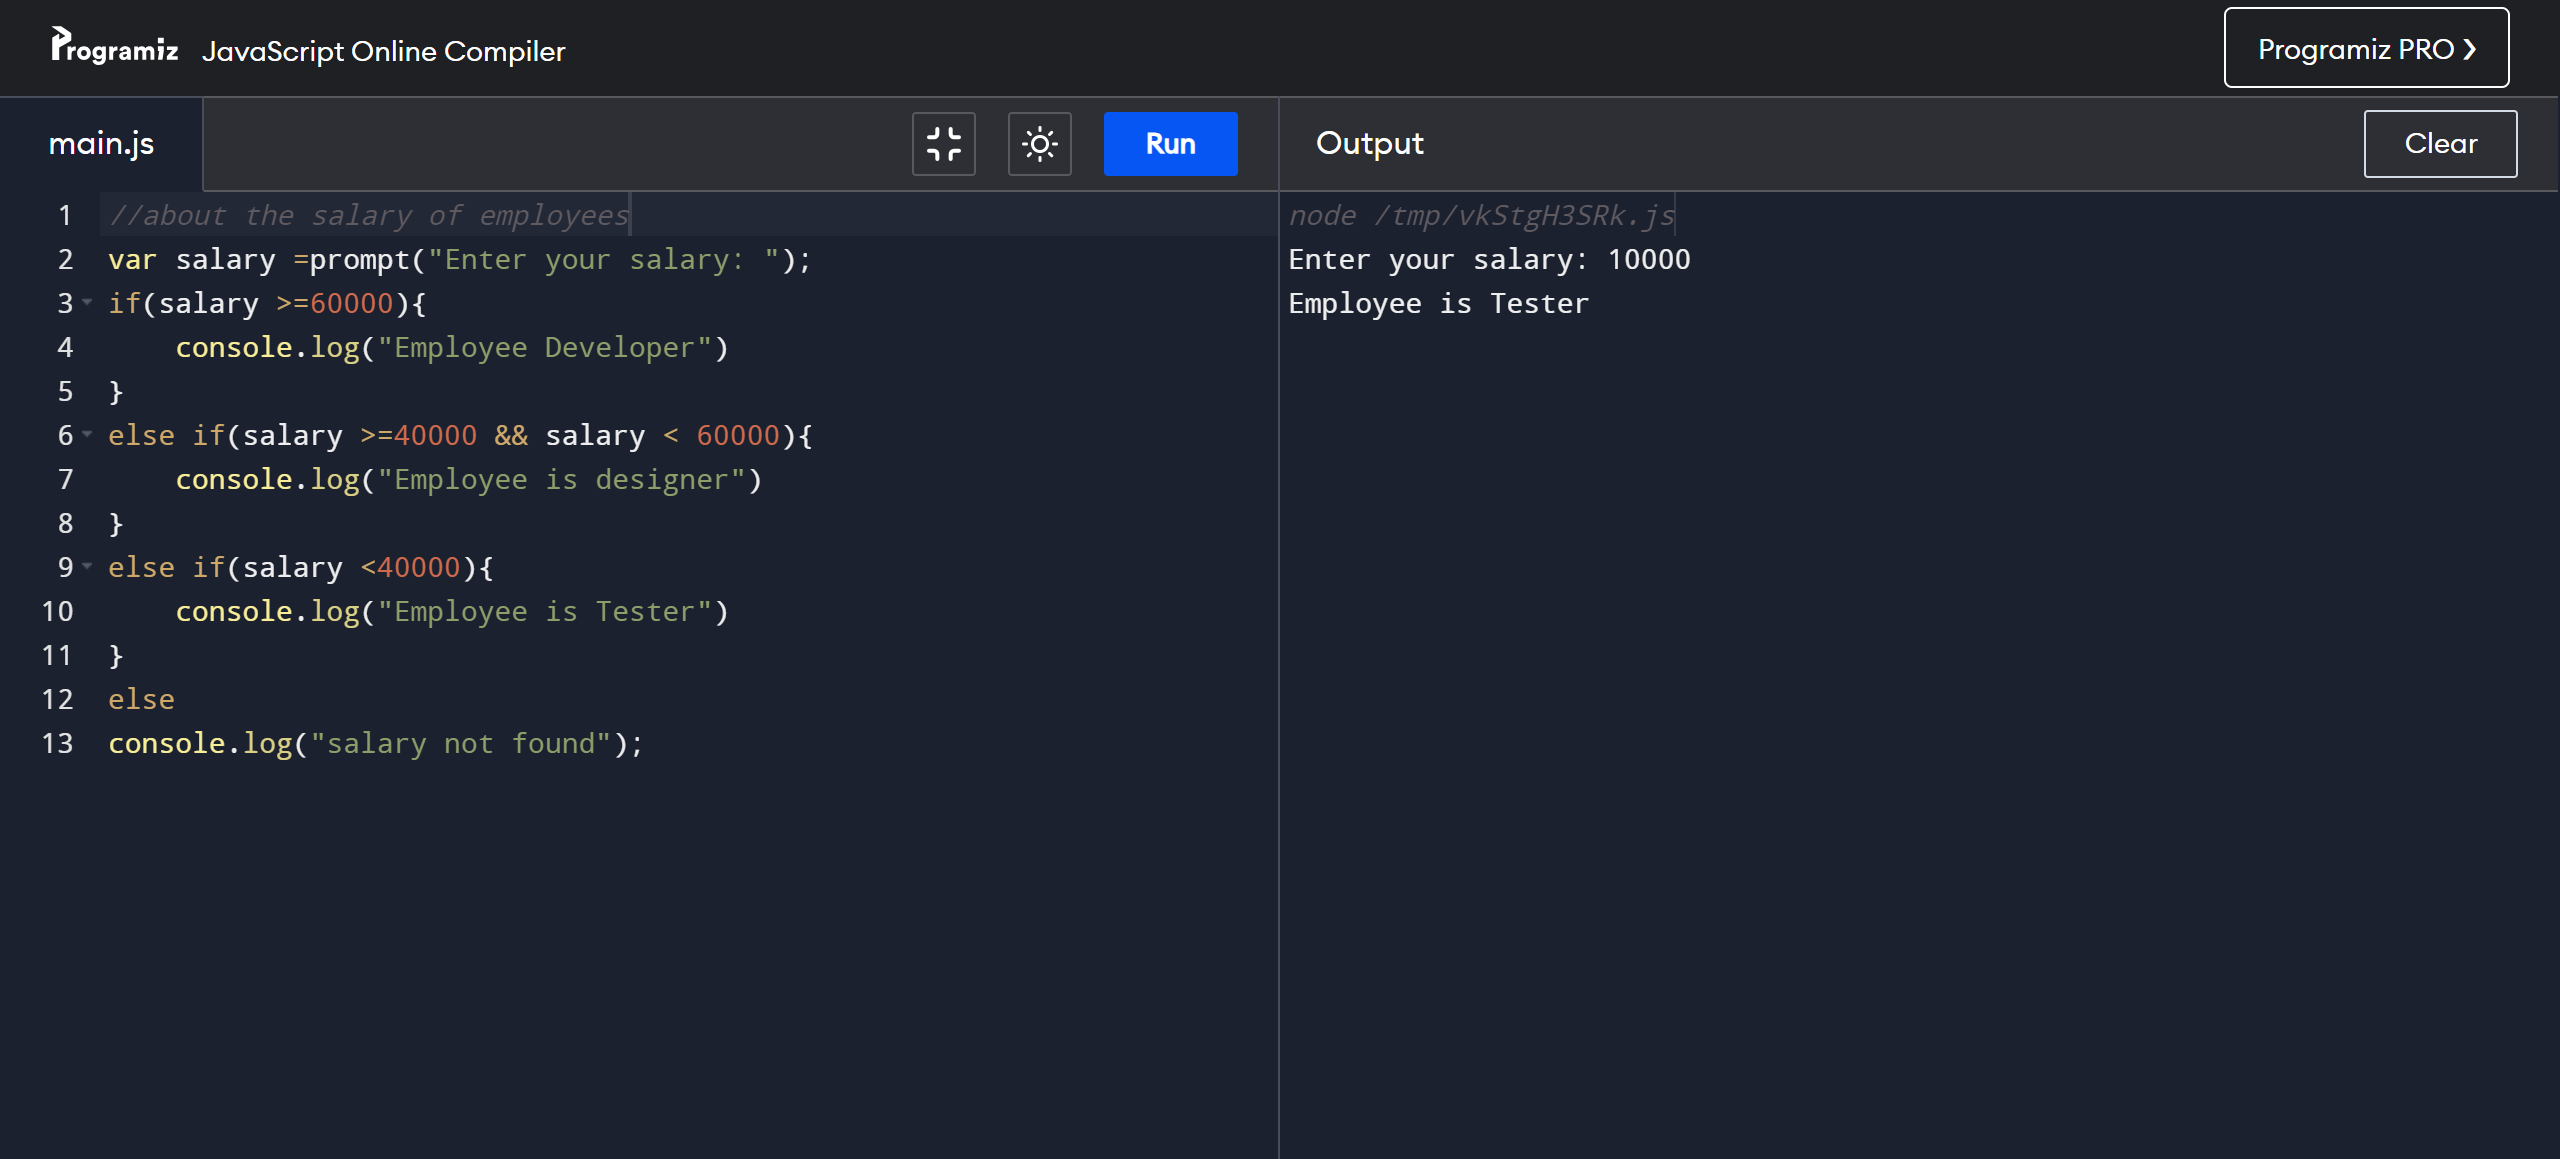 Programiz JavaScript Online Compiler
Programiz PRO ❯
main.js
Run
Output
Clear
1 //about the salary of employees
2 var salary =prompt("Enter your salary: ");
3 if(salary >=60000){
4     console.log("Employee Developer")
5 }
6 else if(salary >=40000 && salary < 60000){
7     console.log("Employee is designer")
8 }
9 else if(salary <40000){
10     console.log("Employee is Tester")
11 }
12 else
13 console.log("salary not found");
node /tmp/vkStgH3SRk.js
Enter your salary: 10000
Employee is Tester